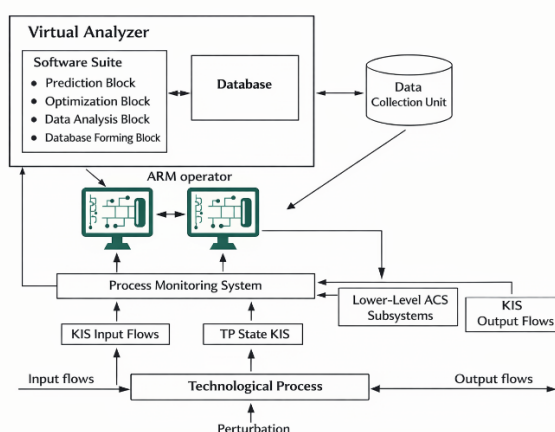 Virtual Analyzer
Software Suite
• Prediction Block
• Optimization Block
• Data Analysis Block
• Database Forming Block
Database
Data
Collection Unit
ARM operator
Process Monitoring System
Lower-Level ACS
Subsystems
KIS
Output Flows
KIS Input Flows
TP State KIS
Input flows
Technological Process
Output flows
Perturbation